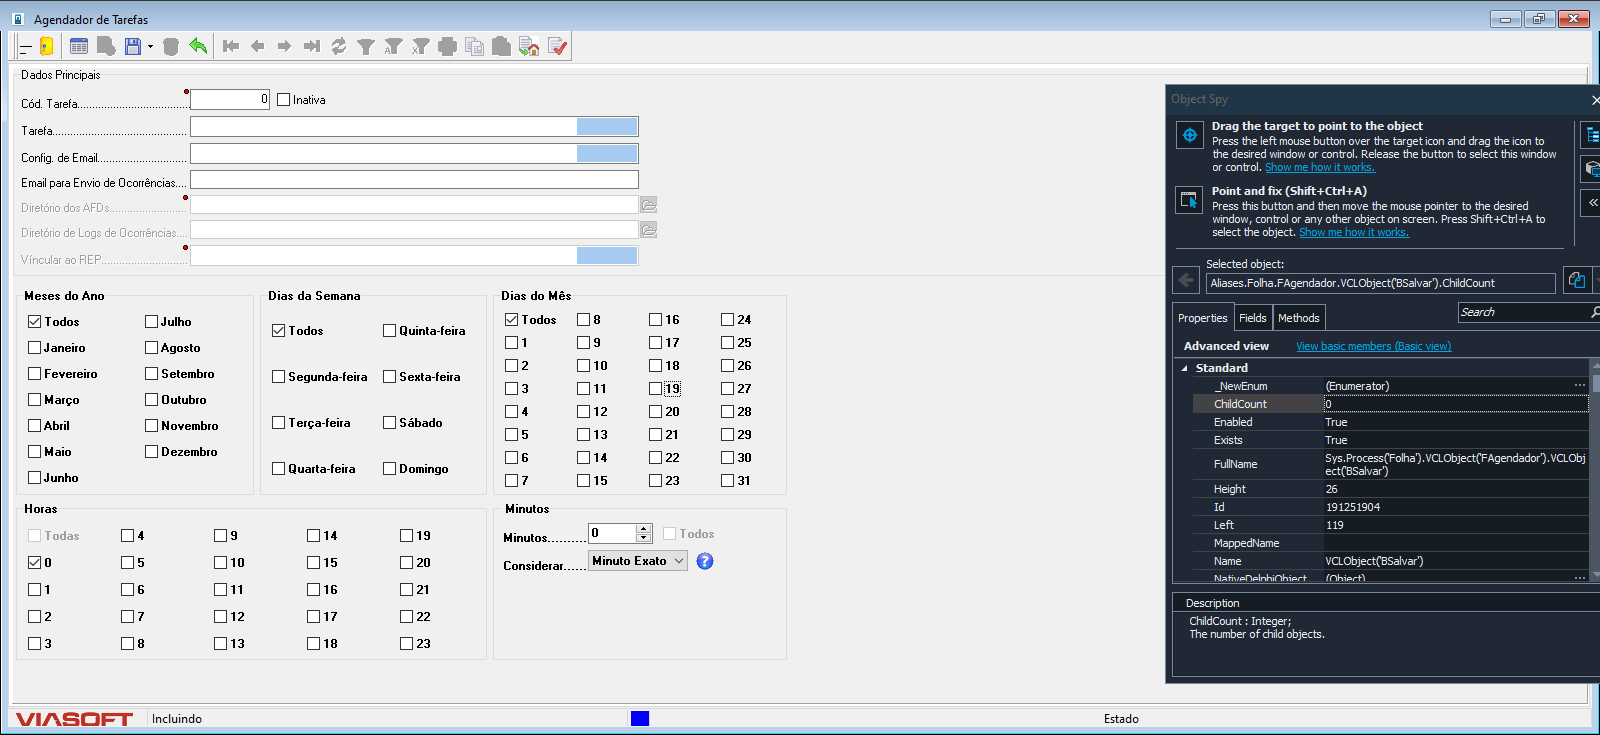 Agendador de Tarefas
Dados Principais
Cód. Tarefa
0
Inativa
Tarefa
Config. de Email
Email para Envio de Ocorrências
Diretório dos AFDs
Diretório de Logs de Ocorrências
Víncular ao REP
Meses do Ano
Todos
Julho
Janeiro
Agosto
Fevereiro
Setembro
Março
Outubro
Abril
Novembro
Maio
Dezembro
Junho
Dias da Semana
Todos
Quinta-feira
Segunda-feira
Sexta-feira
Terça-feira
Sábado
Quarta-feira
Domingo
Dias do Mês
Todos 8 16 24
1 9 17 25
2 10 18 26
3 11 19 27
4 12 20 28
5 13 21 29
6 14 22 30
7 15 23 31
Horas
Todas 4 9 14 19
0 5 10 15 20
1 6 11 16 21
2 7 12 17 22
3 8 13 18 23
Minutos
Minutos
0
Todos
Considerar
Minuto Exato
?
VIASOFT
Incluindo
Estado
Object Spy
Drag the target to point to the object
Press the left mouse button over the target icon and drag the icon to
the desired window or control. Release the button to select this window
or control. Show me how it works.
Point and fix (Shift+Ctrl+A)
Press this button and then move the mouse pointer to the desired
window, control or any other object on screen. Press Shift+Ctrl+A to
select the object. Show me how it works.
Selected object:
Aliases.Folha.FAgendador.VCLObject('BSalvar').ChildCount
Properties
Fields
Methods
Search
Advanced view
View basic members (Basic view)
Standard
_NewEnum (Enumerator) ...
ChildCount 0
Enabled True
Exists True
FullName Sys.Process('Folha').VCLObject('FAgendador').VCLObj
ect('BSalvar')
Height 26
Id 191251904
Left 119
MappedName
Name VCLObject('BSalvar')
NativeDelphiObject (Object) ...
Description
ChildCount : Integer;
The number of child objects.